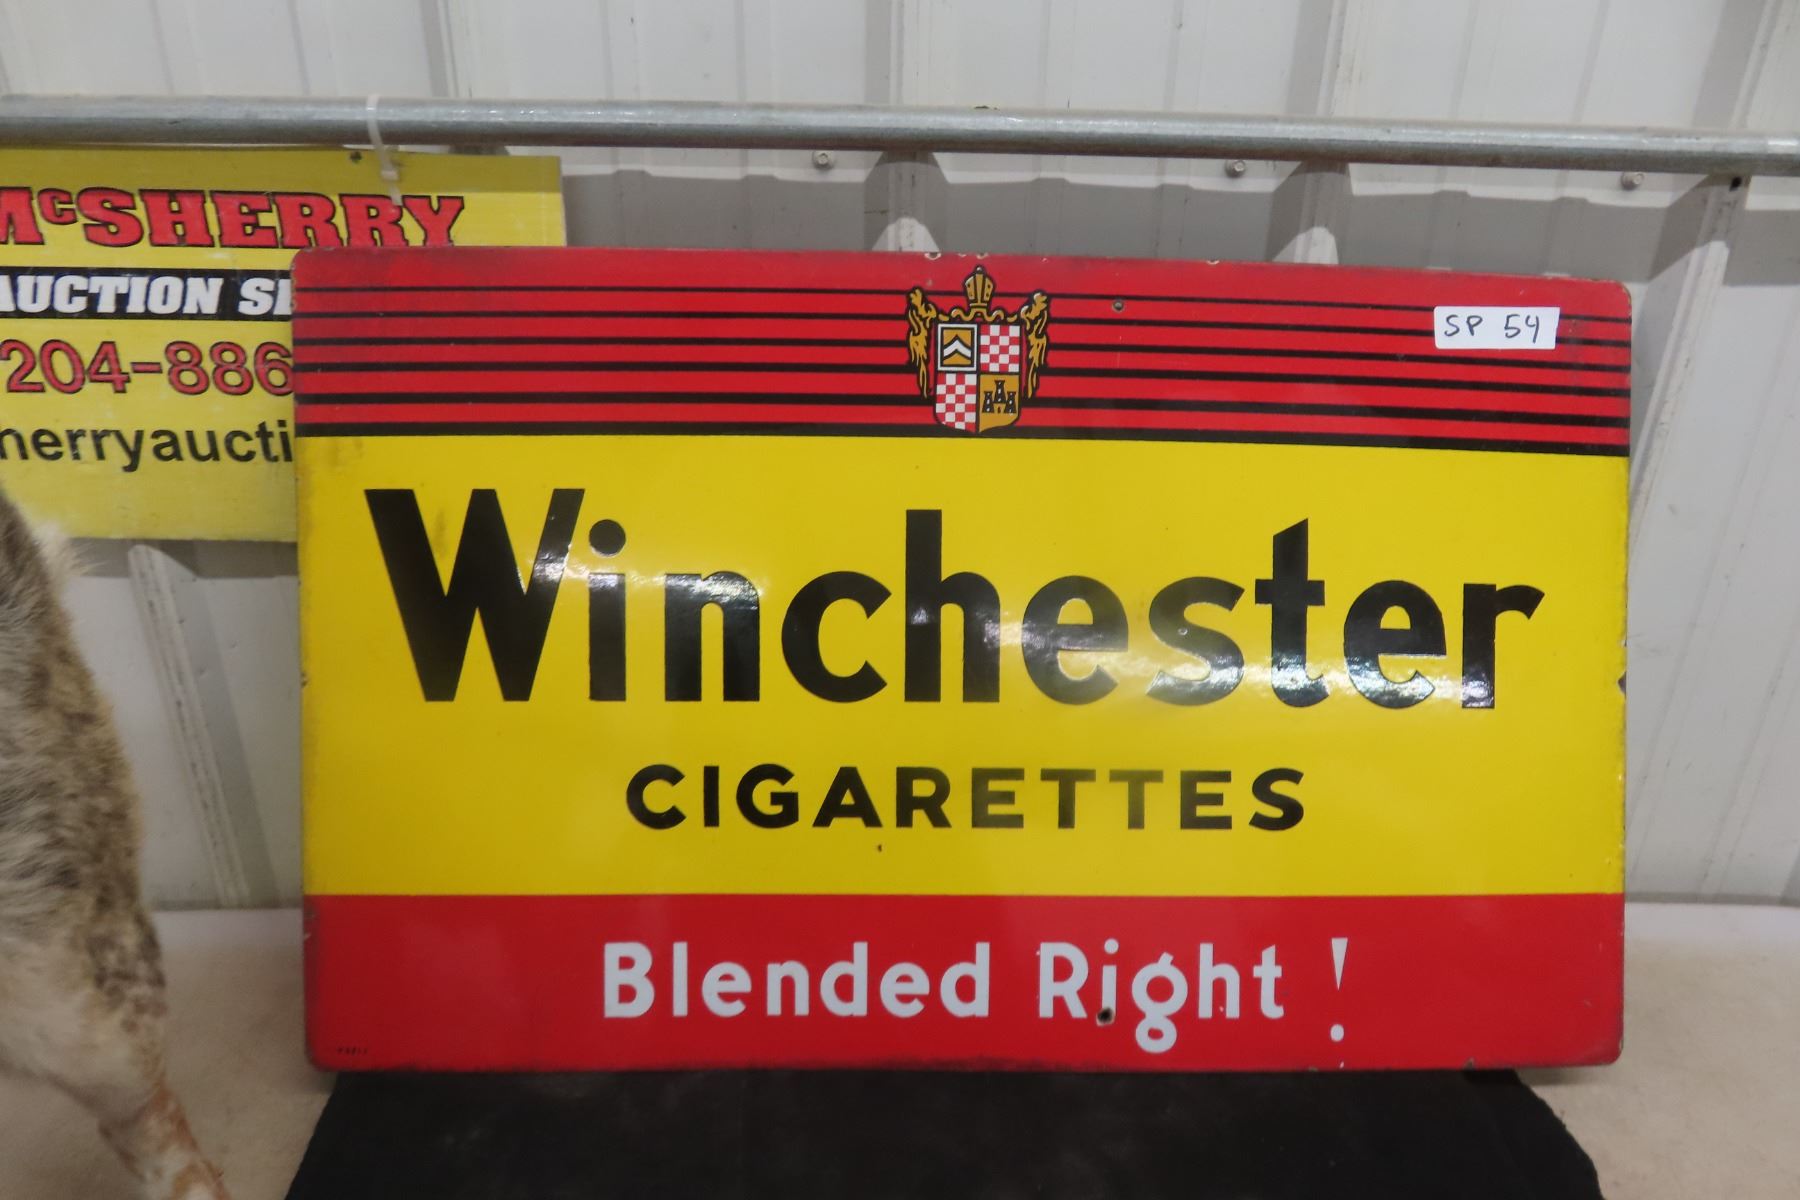 McSHERRY
AUCTION
204-886
herryaucti
SP 54
Winchester
CIGARETTES
Blended Right!